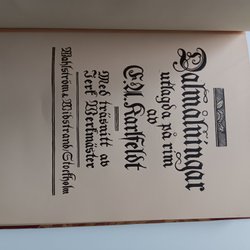 Dalmålningar
utlagda på rim
av
E.A. Karlfeldt
Med träsnitt av
Jerk Werkmäster
Wahlström & Widstrand/Stockholm